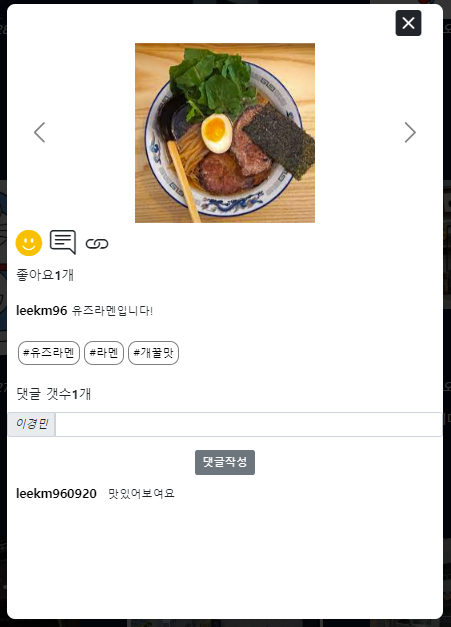 좋아요1개
leekm96 유즈라멘입니다!
#유즈라멘 #라멘 #개꿀맛
댓글 갯수1개
이경민
댓글작성
leekm960920 맛있어보여요